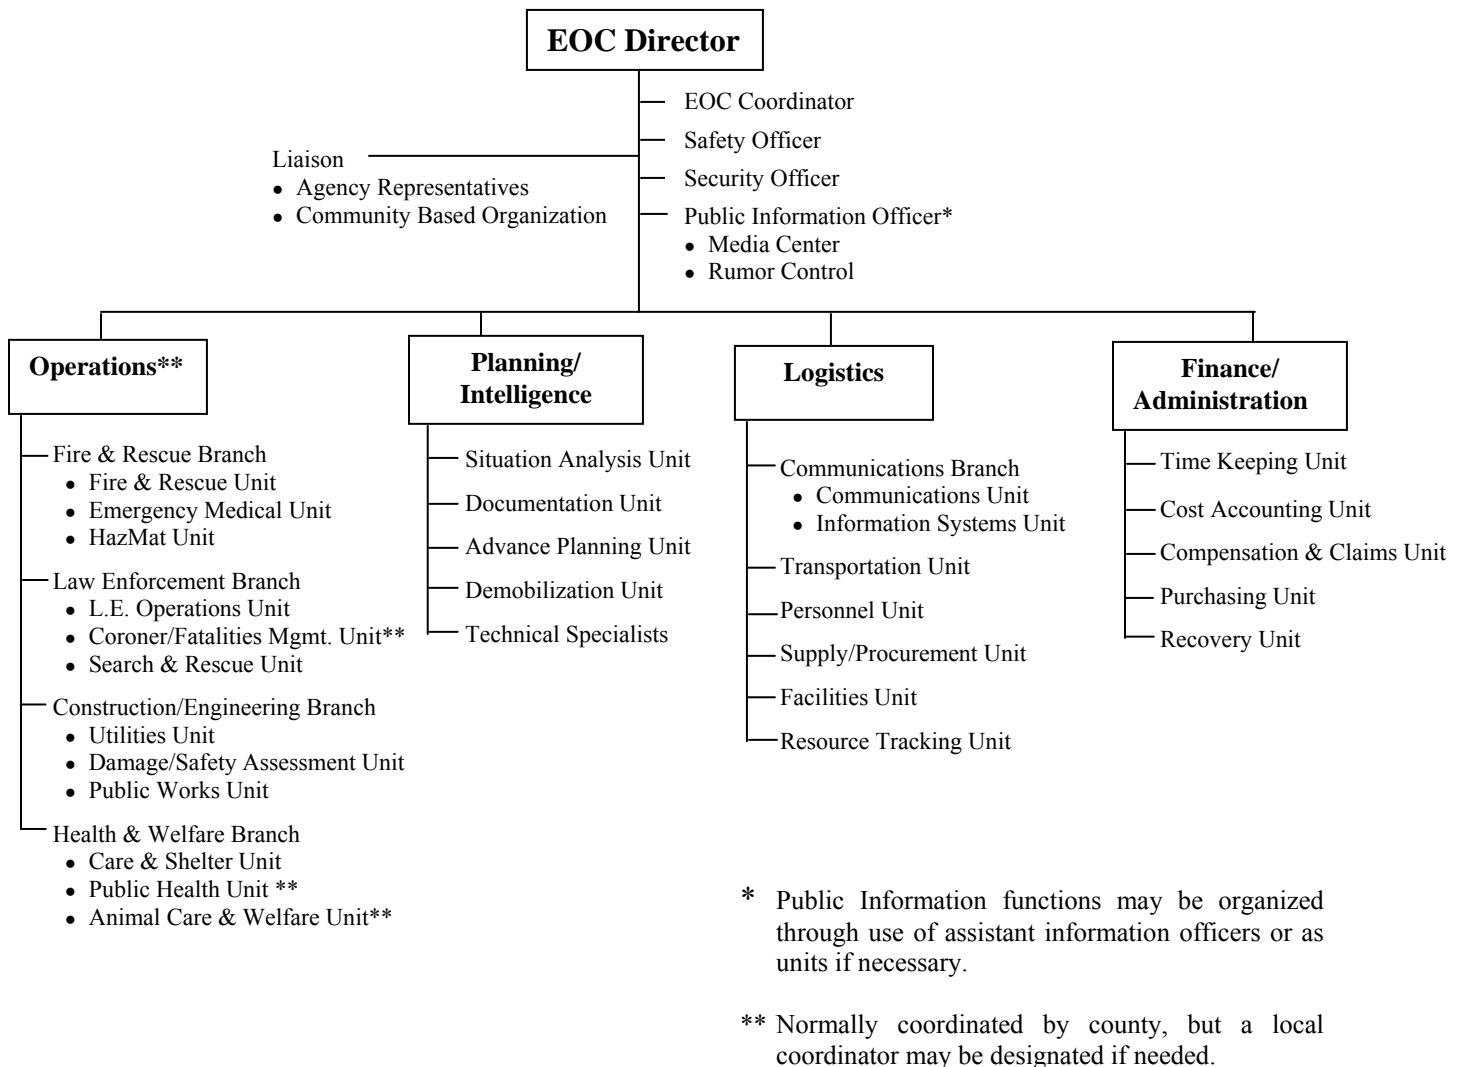 EOC Director
EOC Coordinator
Safety Officer
Security Officer
Public Information Officer*
● Media Center
● Rumor Control
Liaison
● Agency Representatives
● Community Based Organization
Operations**
Fire & Rescue Branch
● Fire & Rescue Unit
● Emergency Medical Unit
● HazMat Unit
Law Enforcement Branch
● L.E. Operations Unit
● Coroner/Fatalities Mgmt. Unit**
● Search & Rescue Unit
Construction/Engineering Branch
● Utilities Unit
● Damage/Safety Assessment Unit
● Public Works Unit
Health & Welfare Branch
● Care & Shelter Unit
● Public Health Unit **
● Animal Care & Welfare Unit**
Planning/
Intelligence
Situation Analysis Unit
Documentation Unit
Advance Planning Unit
Demobilization Unit
Technical Specialists
Logistics
Communications Branch
● Communications Unit
● Information Systems Unit
Transportation Unit
Personnel Unit
Supply/Procurement Unit
Facilities Unit
Resource Tracking Unit
Finance/
Administration
Time Keeping Unit
Cost Accounting Unit
Compensation & Claims Unit
Purchasing Unit
Recovery Unit
* Public Information functions may be organized
through use of assistant information officers or as
units if necessary.
** Normally coordinated by county, but a local
coordinator may be designated if needed.